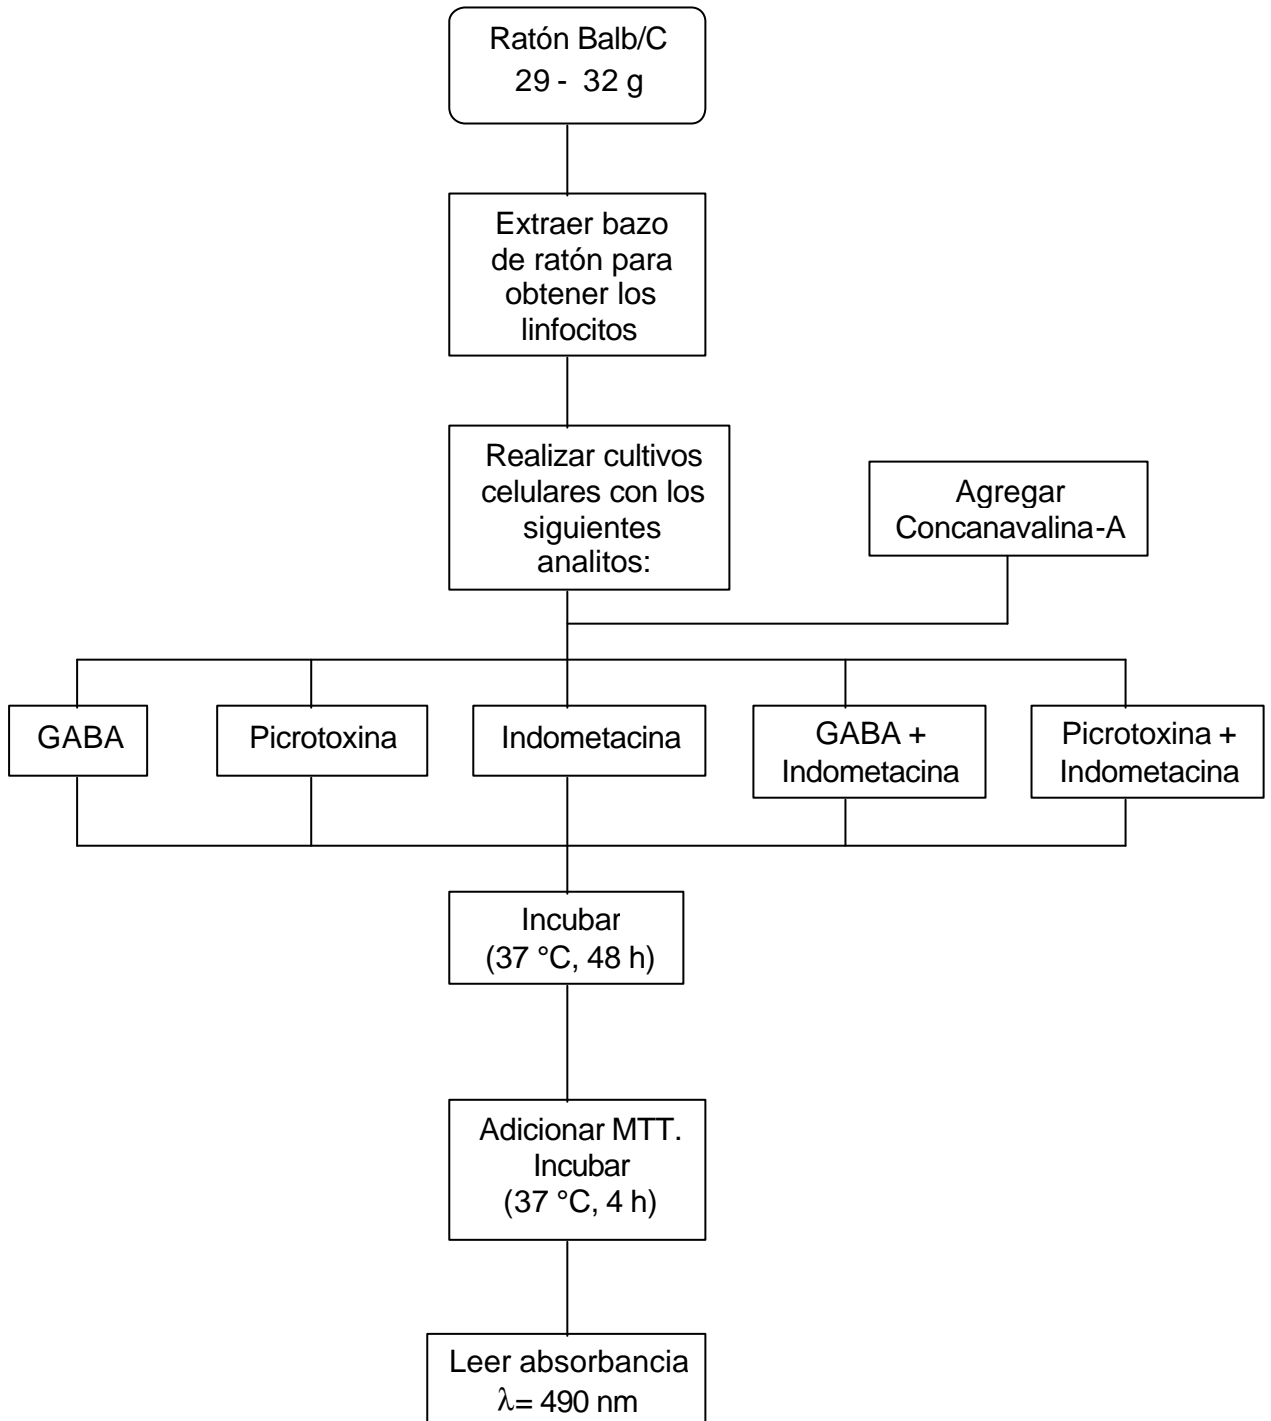 Ratón Balb/C
29 - 32 g
Extraer bazo
de ratón para
obtener los
linfocitos
Realizar cultivos
celulares con los
siguientes
analitos:
Agregar
Concanavalina-A
GABA
Picrotoxina
Indometacina
GABA +
Indometacina
Picrotoxina +
Indometacina
Incubar
(37 °C, 48 h)
Adicionar MTT.
Incubar
(37 °C, 4 h)
Leer absorbancia
λ= 490 nm